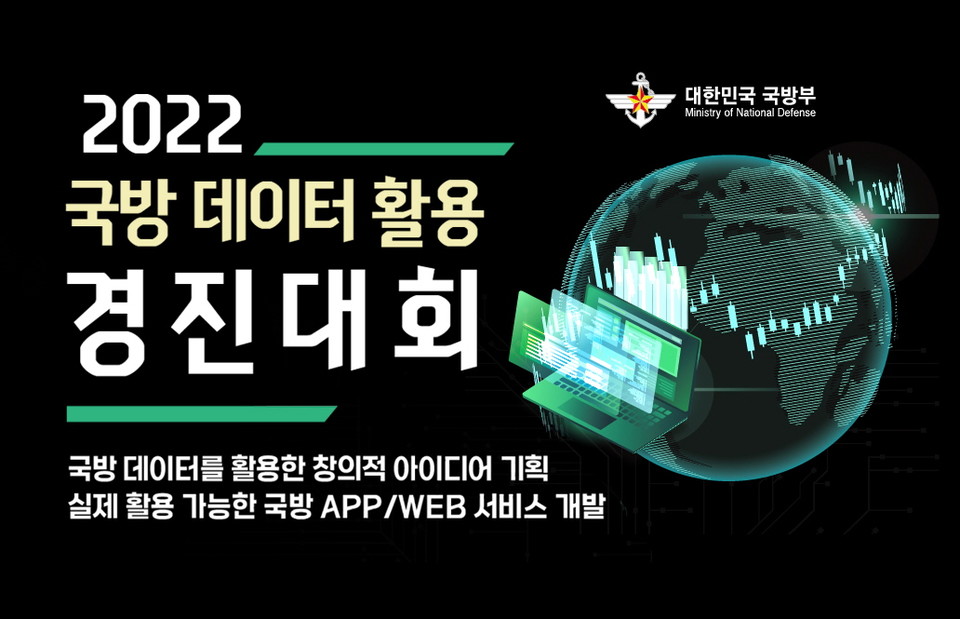 2022
국방 데이터 활용
경진대회
국방 데이터를 활용한 창의적 아이디어 기획
실제 활용 가능한 국방 APP/WEB 서비스 개발
대한민국 국방부
Ministry of National Defense